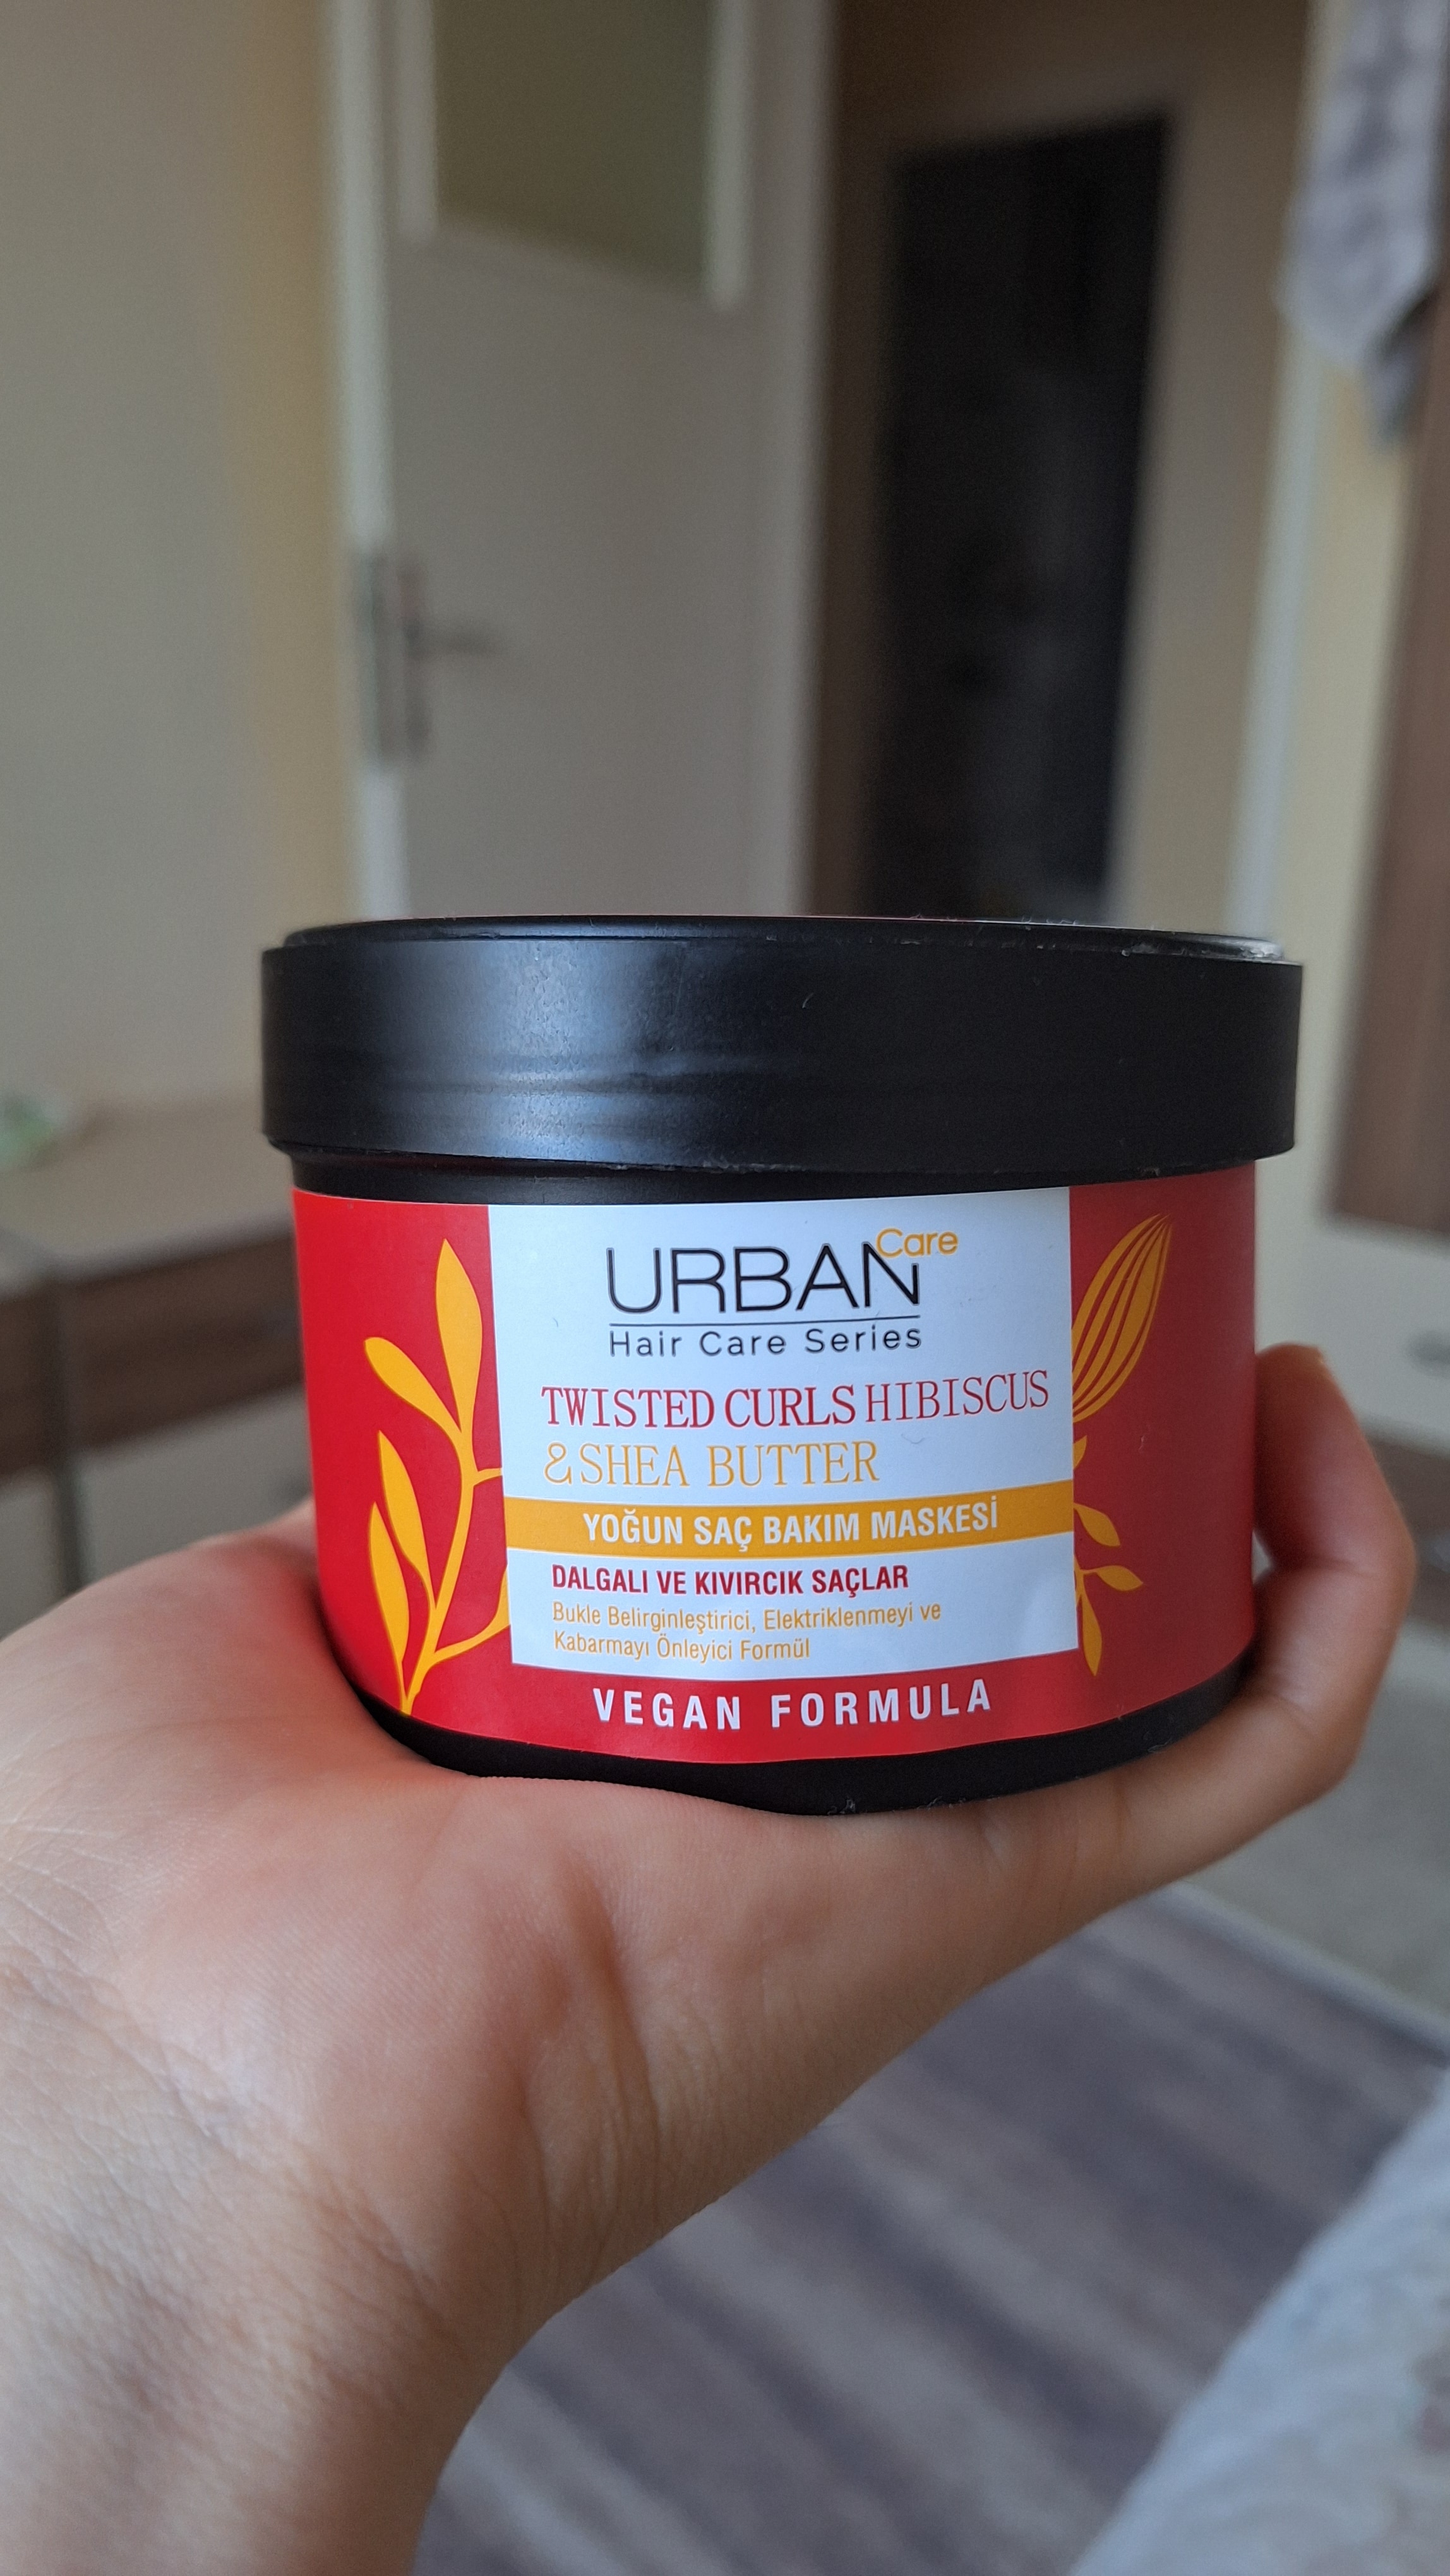 URBAN Care
Hair Care Series
TWISTED CURLS HIBISCUS
& SHEA BUTTER
YOĞUN SAÇ BAKIM MASKESİ
DALGALI VE KIVIRCIK SAÇLAR
Bukle Belirginleştirici, Elektriklenmeyi ve
Kabarmayı Önleyici Formül
VEGAN FORMULA